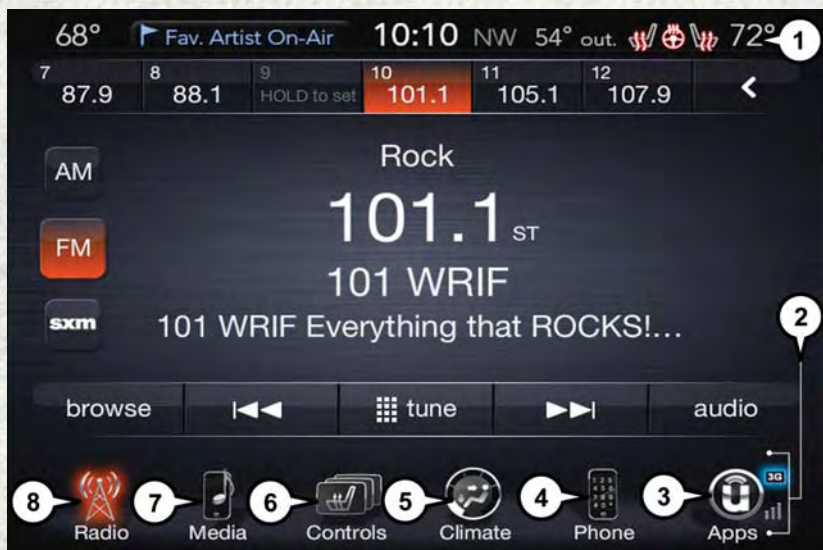 68° Fav. Artist On-Air 10:10 NW 54° out. 72° 1
7 8 9 10 11 12
87.9 88.1 HOLD to set 101.1 105.1 107.9
Rock
AM
101.1 ST
FM
101 WRIF
2
sxm 101 WRIF Everything that ROCKS!...
browse tune audio
3G
8 7 6 5 4 3
Radio Media Controls Climate Phone Apps